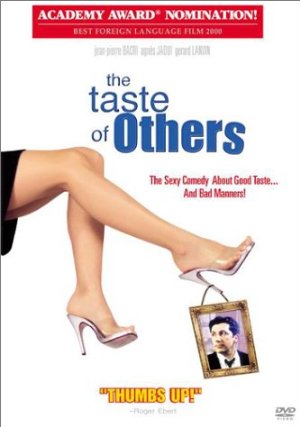 ACADEMY AWARD® NOMINATION!
BEST FOREIGN LANGUAGE FILM 2000
jean-pierre BACRI agnès JAOUI gerard LANVIN
the
taste
of Others
The Sexy Comedy About Good Taste...
And Bad Manners!
"THUMBS UP!"
–Roger Ebert
DVD
VIDEO